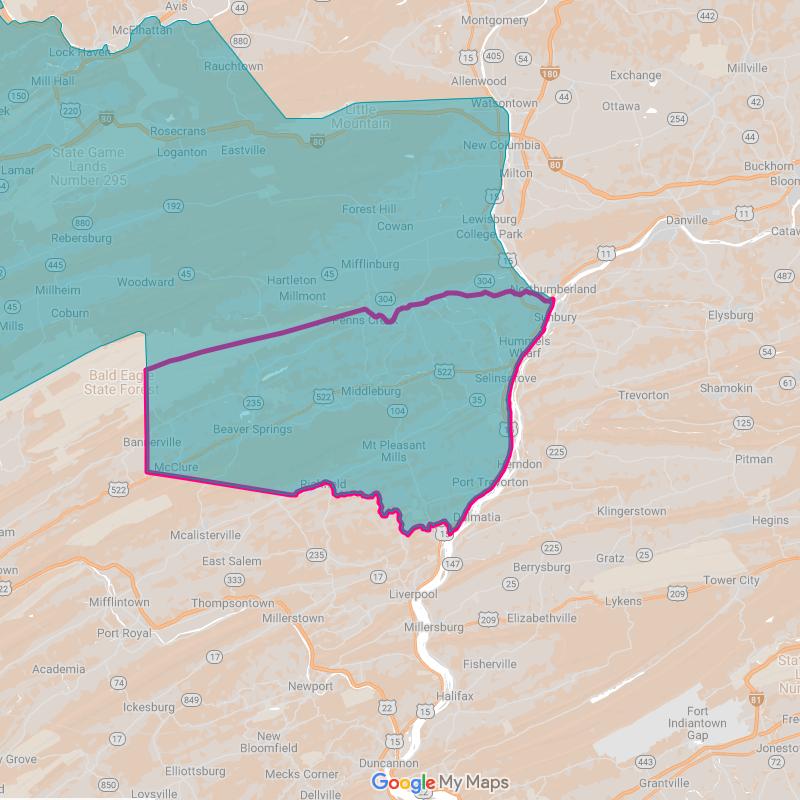 Avis
44
Montgomery
442
McElhattan
880
Lock Haven
Rauchtown
15
405
54
Millville
Mill Hall
Allenwood
180
Exchange
150
44
Watsontown
Ottawa
42
220
80
Little
Mountain
254
Rosecrans
80
44
Loganton
Eastville
New Columbia
State Game
Lands
Number 295
80
Buckhorn
Lamar
Milton
Bloom
15
192
Forest Hill
Lewisburg
Danville
11
880
Cowan
College Park
Rebersburg
11
445
Mifflinburg
15
45
Hartleton
45
304
487
Millheim
Woodward
Millmont
Northumberland
45
304
Coburn
Mills
Penns Creek
Sunbury
Elysburg
Hummels
Wharf
54
Bald Eagle
State Forest
522
Selinsgrove
61
Middleburg
Shamokin
235
522
35
Trevorton
104
125
Beaver Springs
Bannerville
Mt Pleasant
Mills
225
McClure
Herndon
Pitman
Richfield
Port Trevorton
522
209
Dalmatia
Klingerstown
Hegins
Mcalisterville
15
225
235
East Salem
147
Gratz
25
333
17
Berrysburg
Tower City
25
Mifflintown
Thompsontown
Liverpool
Lykens
209
Millerstown
209
Elizabethville
Port Royal
Millersburg
17
Academia
Fisherville
74
Newport
Halifax
849
22
15
81
Ickesburg
Fort
Indiantown
Gap
17
New
Bloomfield
15
Duncannon
443
Jonestown
72
Elliottsburg
Mecks Corner
Google My Maps
850
Grantville
Loysville
Dellville
22